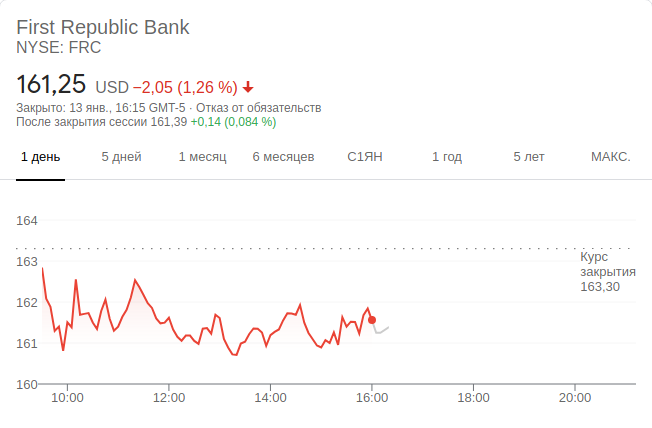 First Republic Bank
NYSE: FRC
161,25 USD −2,05 (1,26 %)
Закрыто: 13 янв., 16:15 GMT-5 · Отказ от обязательств
После закрытия сессии 161,39 +0,14 (0,084 %)
1 день 5 дней 1 месяц 6 месяцев С1ЯН 1 год 5 лет МАКС.
164
163
162
161
160
Курс
закрытия
163,30
10:00 12:00 14:00 16:00 18:00 20:00